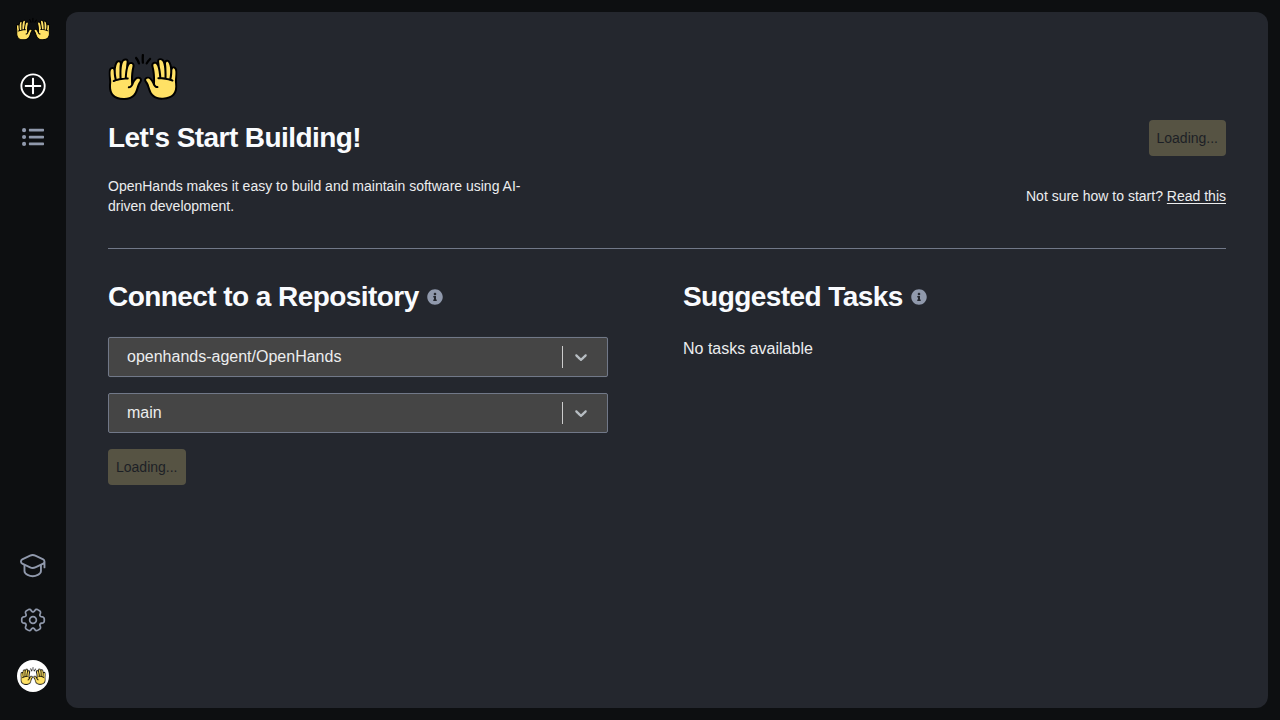 Let's Start Building!
Loading...
OpenHands makes it easy to build and maintain software using AI-
driven development.
Not sure how to start? Read this
Connect to a Repository
openhands-agent/OpenHands
main
Loading...
Suggested Tasks
No tasks available